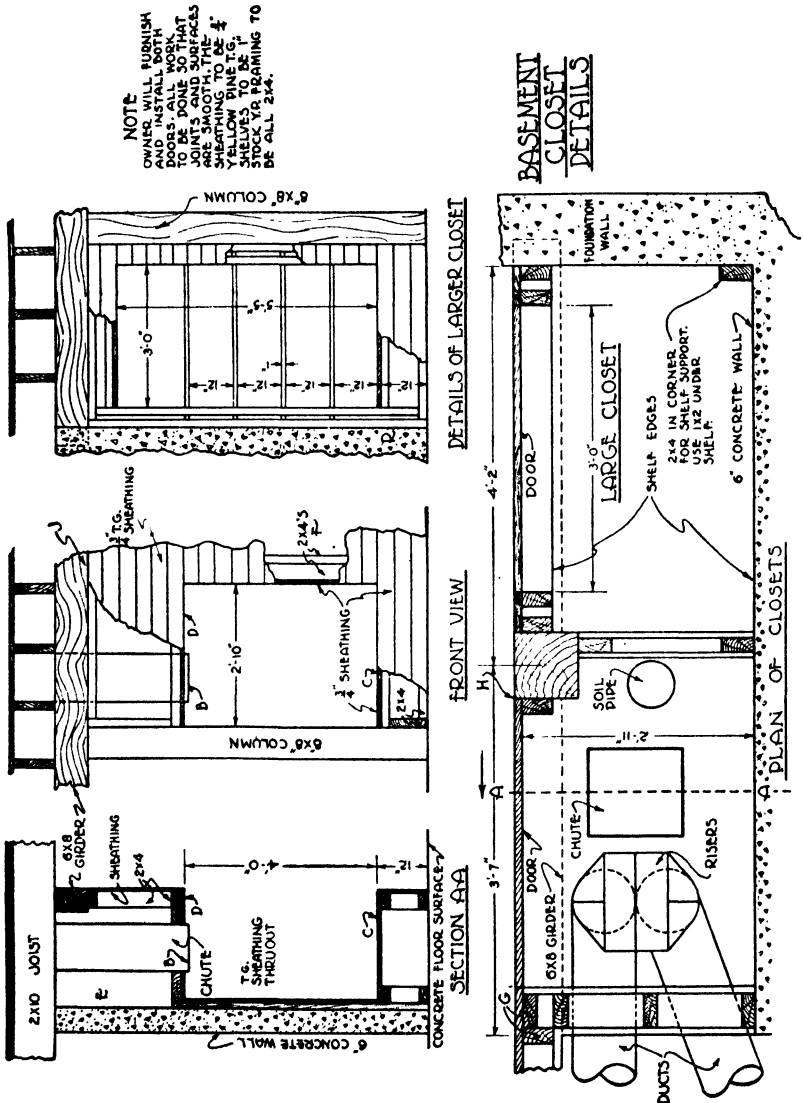 NOTE
OWNER WILL FURNISH
AND INSTALL BOTH
DOORS. ALL WORK
TO BE DONE SO THAT
JOINTS AND SURFACES
ARE SMOOTH. THE
SHEATHING TO BE 3/4"
YELLOW PINE T.G.
SHELVES TO BE 1"
STOCK Y.P. FRAMING TO
BE ALL 2X4.
2X10 JOIST
6X8
GIRDER
SHEATHING
2X4
E
B
D
CHUTE
T.G.
SHEATHING
THRUOUT
4'-0"
C
12"
6" CONCRETE WALL
CONCRETE FLOOR SURFACE
SECTION AA
J
3/4" T.G.
SHEATHING
B
D
2'-10"
8"X8" COLUMN
3/4" SHEATHING
C
2X4
2X4'S
F
FRONT VIEW
3'-0"
5'-5"
12"
12"
1"
12"
12"
12"
8"X8" COLUMN
DETAILS OF LARGER CLOSET
BASEMENT
CLOSET
DETAILS
G
3'-7"
A
H
4'-2"
DOOR
6X8 GIRDER
CHUTE
RISERS
DUCTS
2'-11"
SOIL
PIPE
DOOR
3'-0"
LARGE CLOSET
SHELF EDGES
2X4 IN CORNER
FOR SHELF SUPPORT.
USE 1X2 UNDER
SHELF.
6" CONCRETE WALL
FOUNDATION
WALL
A
PLAN OF CLOSETS